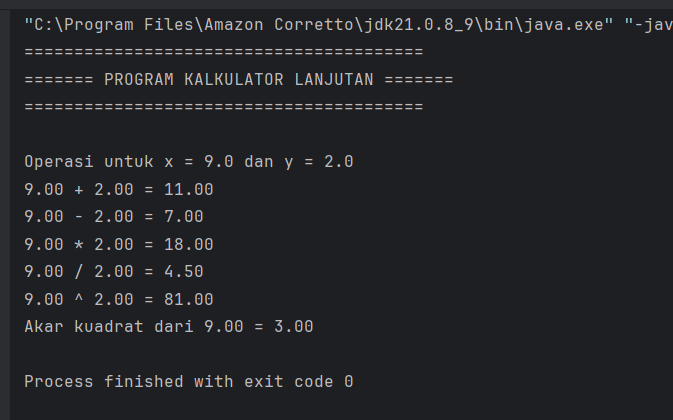 "C:\Program Files\Amazon Corretto\jdk21.0.8_9\bin\java.exe" "-jav
========================================
======= PROGRAM KALKULATOR LANJUTAN =======
========================================
Operasi untuk x = 9.0 dan y = 2.0
9.00 + 2.00 = 11.00
9.00 - 2.00 = 7.00
9.00 * 2.00 = 18.00
9.00 / 2.00 = 4.50
9.00 ^ 2.00 = 81.00
Akar kuadrat dari 9.00 = 3.00
Process finished with exit code 0